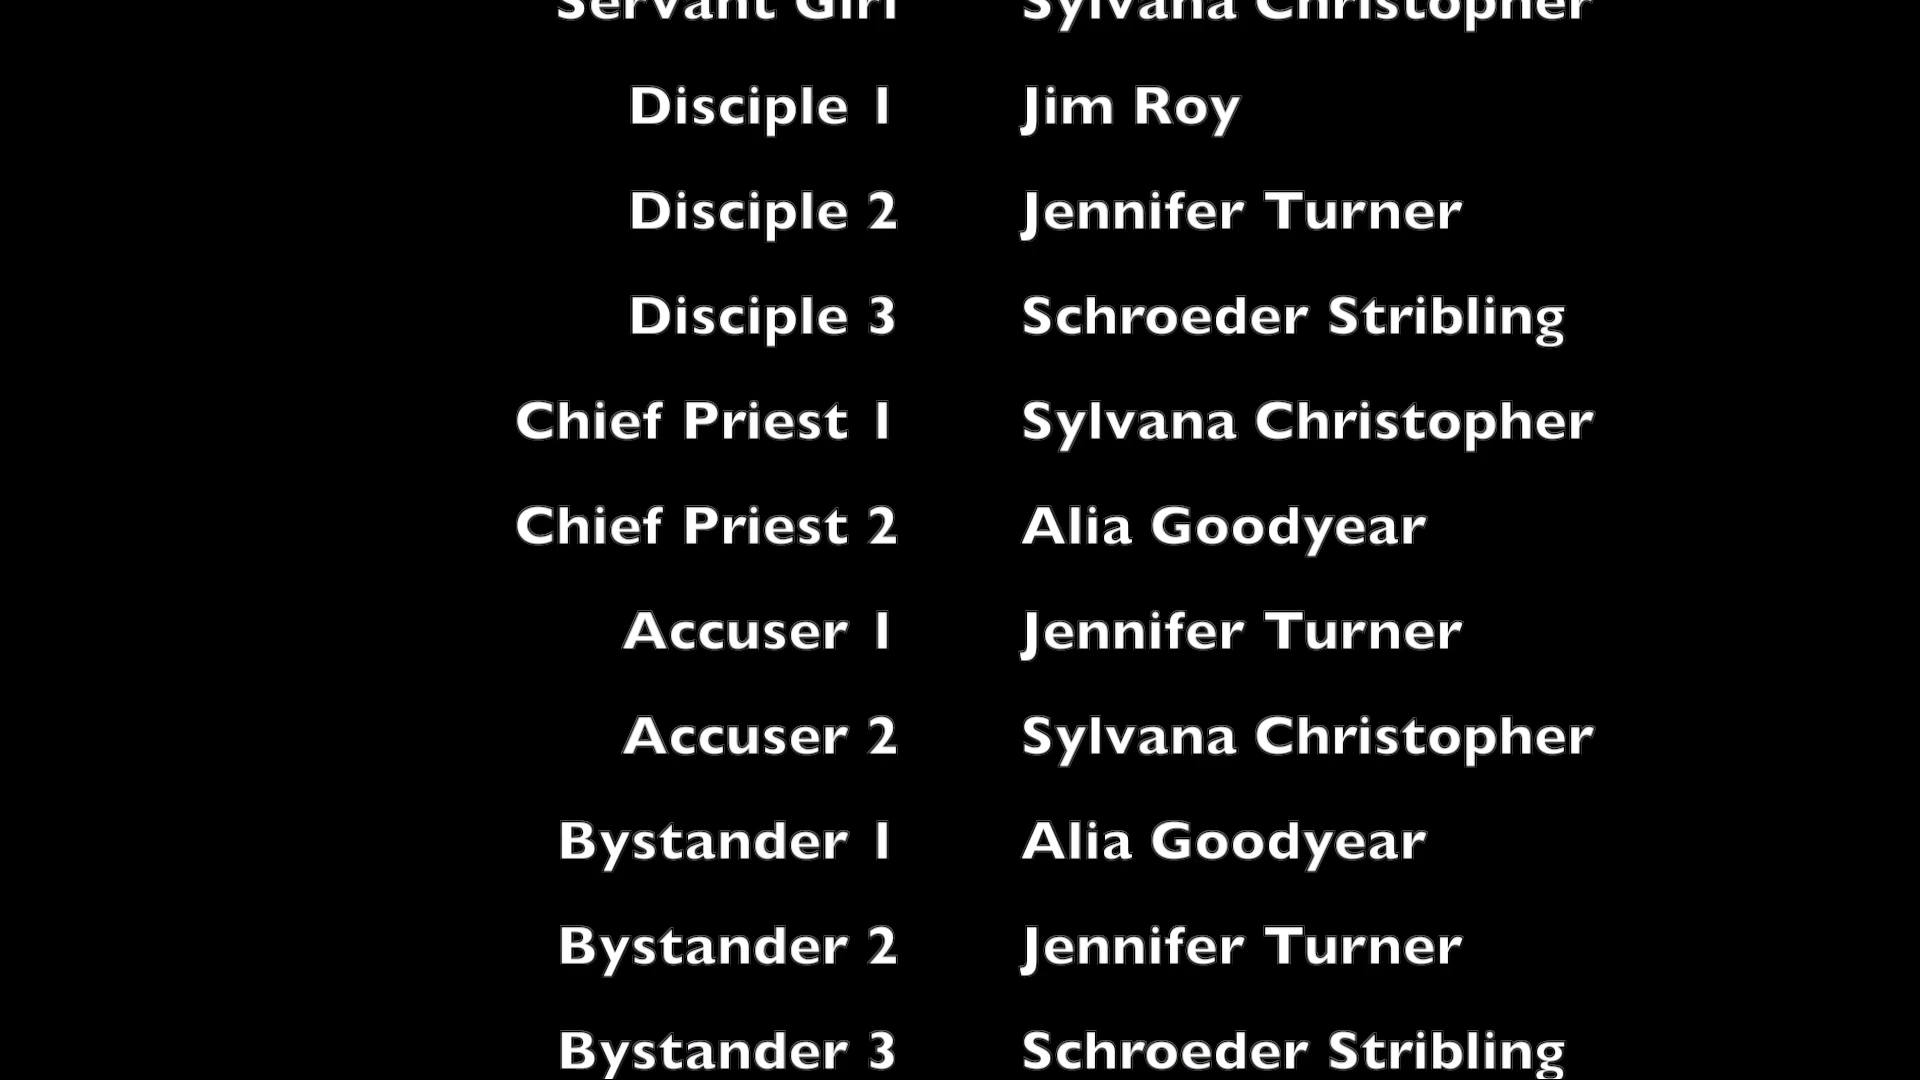 Servant Girl Sylvana Christopher
Disciple 1 Jim Roy
Disciple 2 Jennifer Turner
Disciple 3 Schroeder Stribling
Chief Priest 1 Sylvana Christopher
Chief Priest 2 Alia Goodyear
Accuser 1 Jennifer Turner
Accuser 2 Sylvana Christopher
Bystander 1 Alia Goodyear
Bystander 2 Jennifer Turner
Bystander 3 Schroeder Stribling